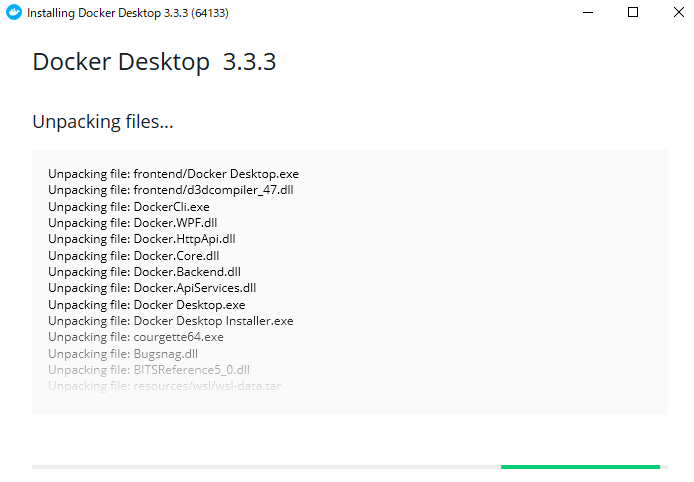 Installing Docker Desktop 3.3.3 (64133)
Docker Desktop 3.3.3
Unpacking files...
Unpacking file: frontend/Docker Desktop.exe
Unpacking file: frontend/d3dcompiler_47.dll
Unpacking file: DockerCli.exe
Unpacking file: Docker.WPF.dll
Unpacking file: Docker.HttpApi.dll
Unpacking file: Docker.Core.dll
Unpacking file: Docker.Backend.dll
Unpacking file: Docker.ApiServices.dll
Unpacking file: Docker Desktop.exe
Unpacking file: Docker Desktop Installer.exe
Unpacking file: courgette64.exe
Unpacking file: Bugsnag.dll
Unpacking file: BITSReference5_0.dll
Unpacking file: resources/wsl/wsl-data.tar